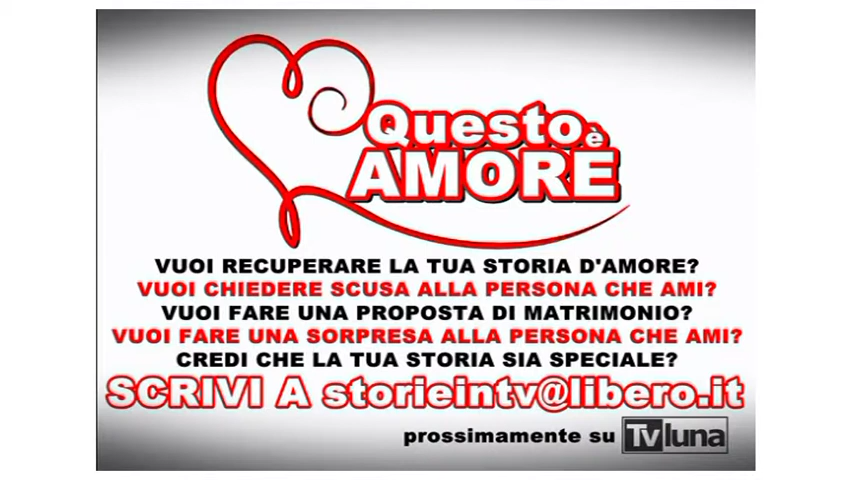 Questo è
AMORE
VUOI RECUPERARE LA TUA STORIA D'AMORE?
VUOI CHIEDERE SCUSA ALLA PERSONA CHE AMI?
VUOI FARE UNA PROPOSTA DI MATRIMONIO?
VUOI FARE UNA SORPRESA ALLA PERSONA CHE AMI?
CREDI CHE LA TUA STORIA SIA SPECIALE?
SCRIVI A storieintv@libero.it
prossimamente su Tv luna